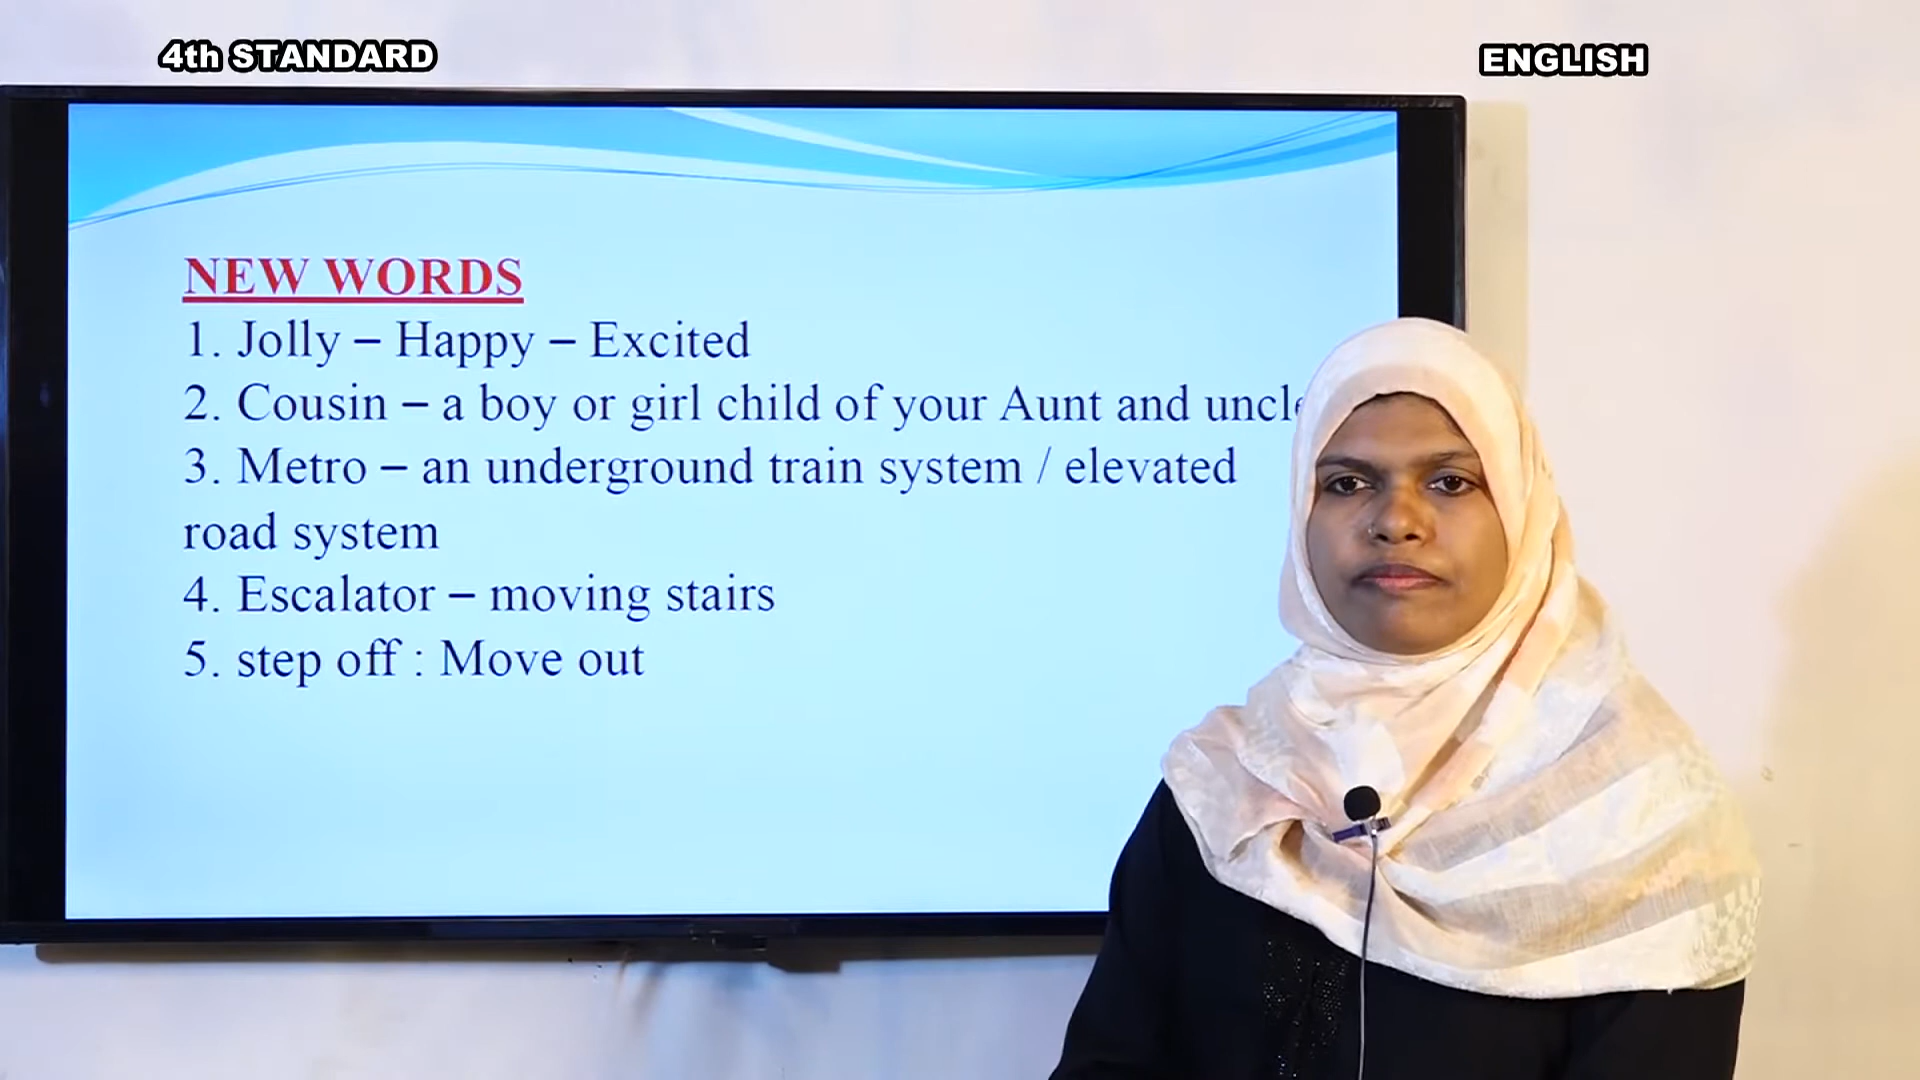 4th STANDARD
ENGLISH
NEW WORDS
1. Jolly – Happy – Excited
2. Cousin – a boy or girl child of your Aunt and uncle
3. Metro – an underground train system / elevated
road system
4. Escalator – moving stairs
5. step off : Move out